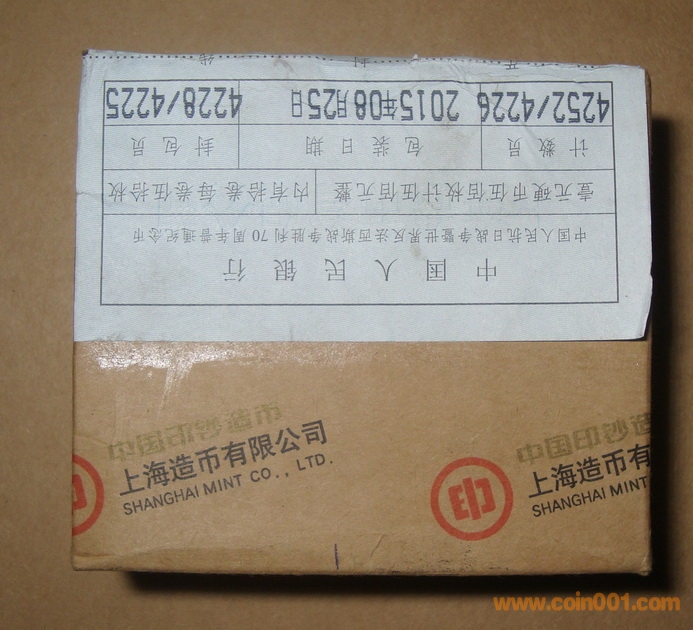 中国人民银行
中国人民抗日战争暨世界反法西斯战争胜利70周年普通纪念币
壹元硬币伍佰枚计伍佰元整 内有拾卷每卷伍拾枚
计数员 包装日期 封包员
4252/4226 2015年08月25日 4228/4225
开 封 线
中国印钞造币
上海造币有限公司
SHANGHAI MINT CO., LTD.
中国印钞造
上海造币有
SHANGHAI MINT
www.coin001.com